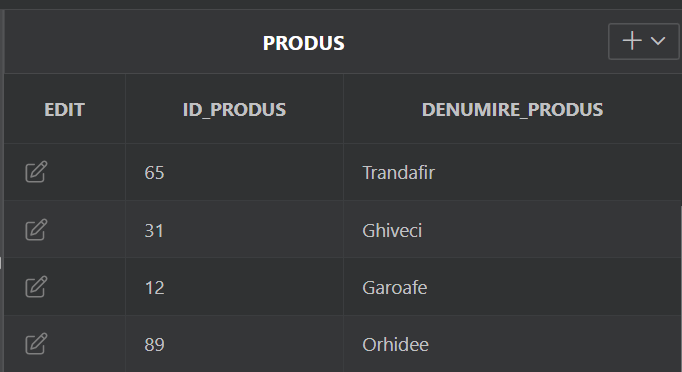 PRODUS
EDIT ID_PRODUS DENUMIRE_PRODUS
65 Trandafir
31 Ghiveci
12 Garoafe
89 Orhidee